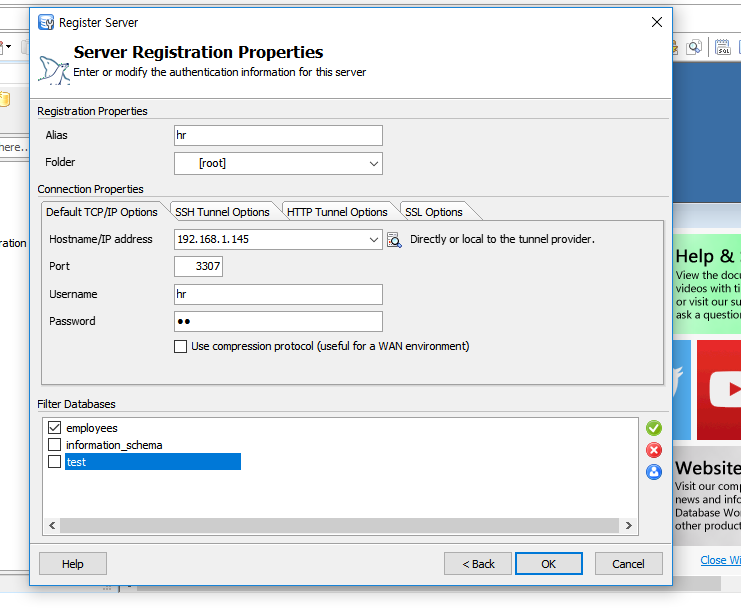 Register Server
Server Registration Properties
Enter or modify the authentication information for this server
Registration Properties
Alias
hr
Folder
[root]
Connection Properties
Default TCP/IP Options
SSH Tunnel Options
HTTP Tunnel Options
SSL Options
Hostname/IP address
192.168.1.145
Directly or local to the tunnel provider.
Port
3307
Username
hr
Password
●●
Use compression protocol (useful for a WAN environment)
Filter Databases
employees
information_schema
test
Help
< Back
OK
Cancel
here..
ration
SQL
Help &
View the docu
videos with ti
or visit our su
ask a question
Website
Visit our comp
news and info
Database Wo
other product
Close Wi